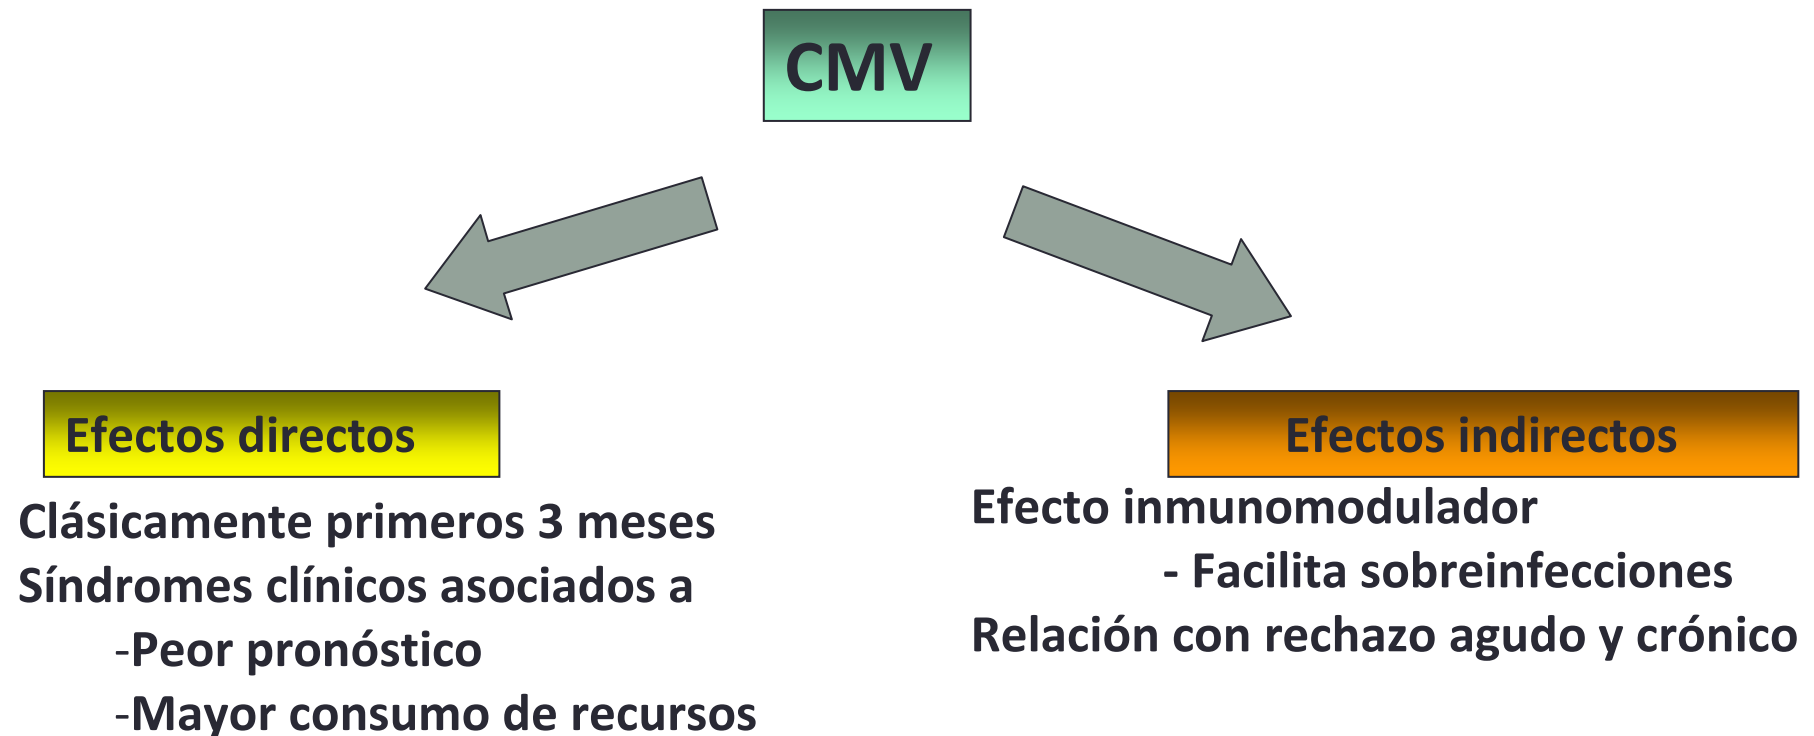 CMV
Efectos directos
Clásicamente primeros 3 meses
Síndromes clínicos asociados a
-Peor pronóstico
-Mayor consumo de recursos
Efectos indirectos
Efecto inmunomodulador
- Facilita sobreinfecciones
Relación con rechazo agudo y crónico